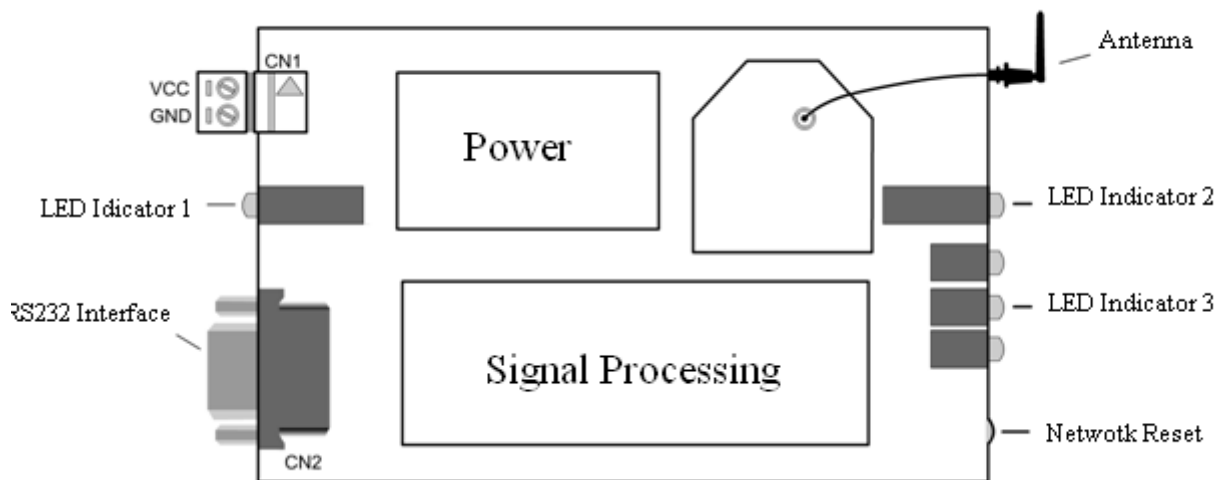 Antenna
CN1
VCC
GND
Power
LED Idicator 1
LED Indicator 2
RS232 Interface
LED Indicator 3
Signal Processing
Netwotk Reset
CN2